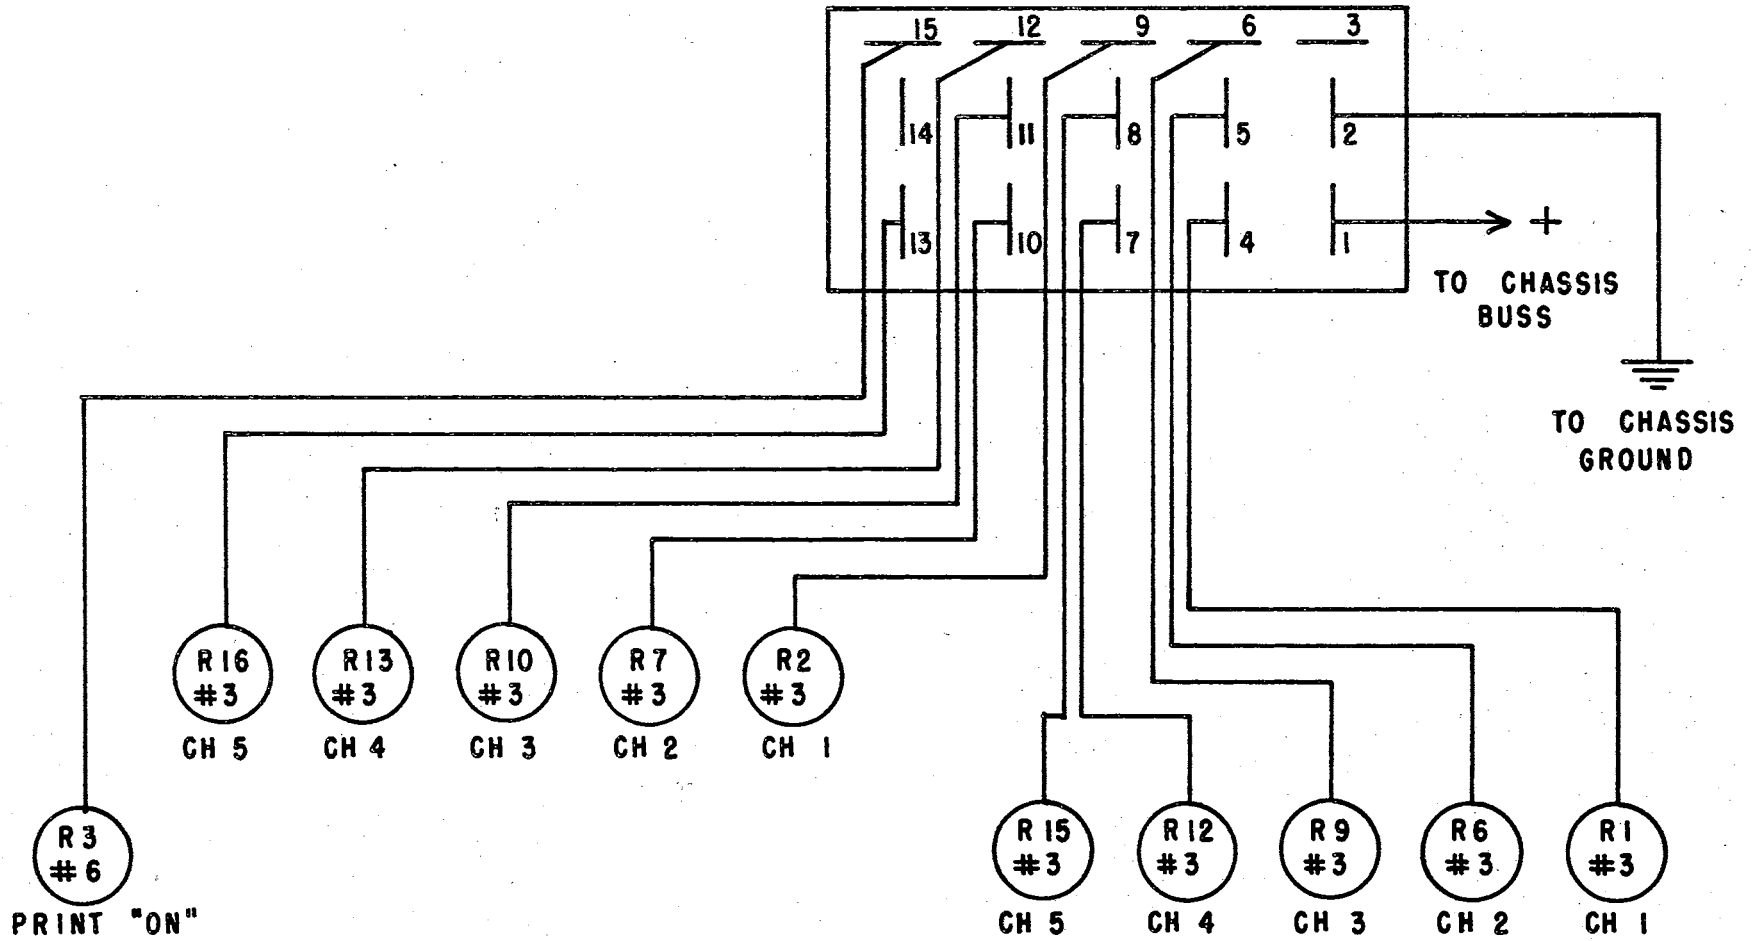 15 12 9 6 3
14 11 8 5 2
13 10 7 4 1
+
TO CHASSIS
BUSS
TO CHASSIS
GROUND
R16
#3
CH 5
R13
#3
CH 4
R10
#3
CH 3
R7
#3
CH 2
R2
#3
CH 1
R3
#6
PRINT "ON"
R15
#3
CH 5
R12
#3
CH 4
R9
#3
CH 3
R6
#3
CH 2
R1
#3
CH 1